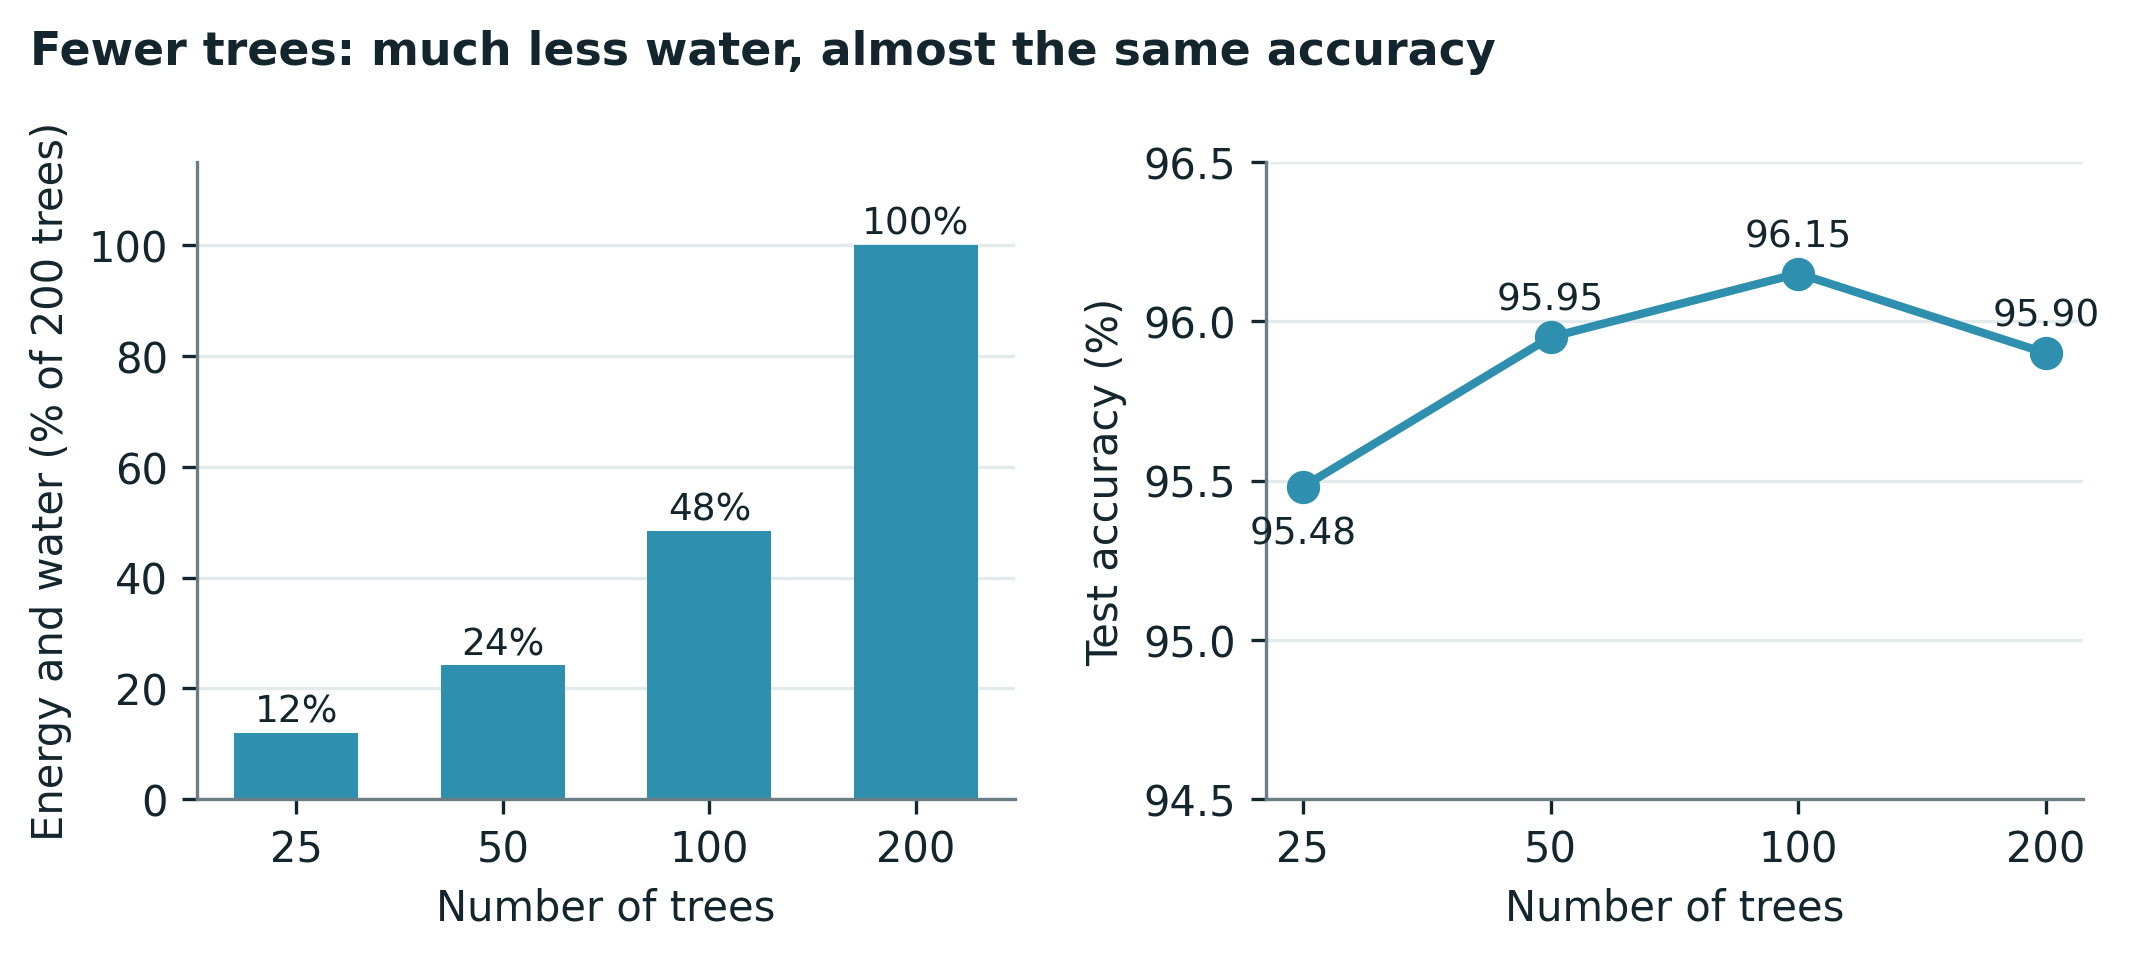 Fewer trees: much less water, almost the same accuracy
Energy and water (% of 200 trees)
100
80
60
40
20
0
12%
24%
48%
100%
25 50 100 200
Number of trees
Test accuracy (%)
96.5
96.0
95.5
95.0
94.5
95.48
95.95
96.15
95.90
25 50 100 200
Number of trees